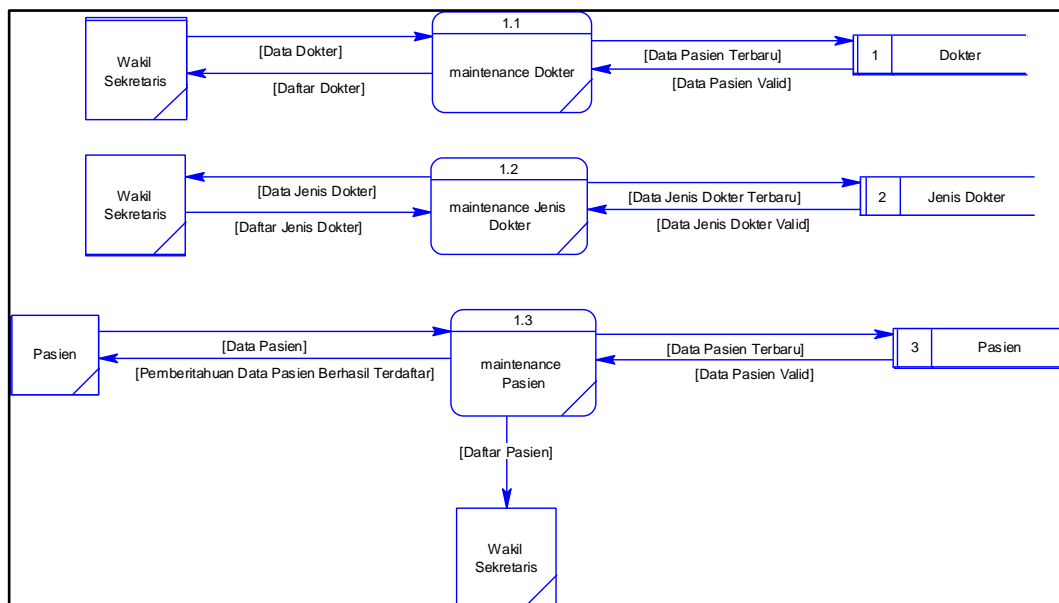 1.1
[Data Dokter]
[Data Pasien Terbaru]
1
Dokter
Wakil
Sekretaris
maintenance Dokter
[Daftar Dokter]
[Data Pasien Valid]
1.2
[Data Jenis Dokter]
[Data Jenis Dokter Terbaru]
2
Jenis Dokter
Wakil
Sekretaris
maintenance Jenis
Dokter
[Daftar Jenis Dokter]
[Data Jenis Dokter Valid]
1.3
[Data Pasien]
[Data Pasien Terbaru]
3
Pasien
Pasien
maintenance
Pasien
[Pemberitahuan Data Pasien Berhasil Terdaftar]
[Data Pasien Valid]
[Daftar Pasien]
Wakil
Sekretaris